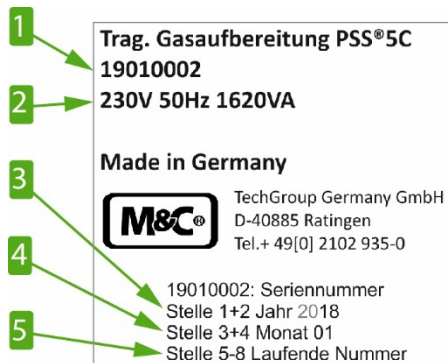 1
Trag. Gasaufbereitung PSS®5C
19010002
2
230V 50Hz 1620VA
Made in Germany
3
M&C®
TechGroup Germany GmbH
D-40885 Ratingen
Tel.+ 49[0] 2102 935-0
4
19010002: Seriennummer
Stelle 1+2 Jahr 2018
Stelle 3+4 Monat 01
5
Stelle 5-8 Laufende Nummer